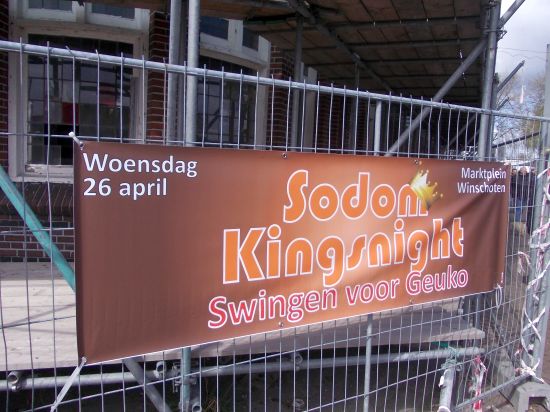 Woensdag
26 april
Sodom
Kingsnight
Swingen voor Geuko
Marktplein
Winschoten